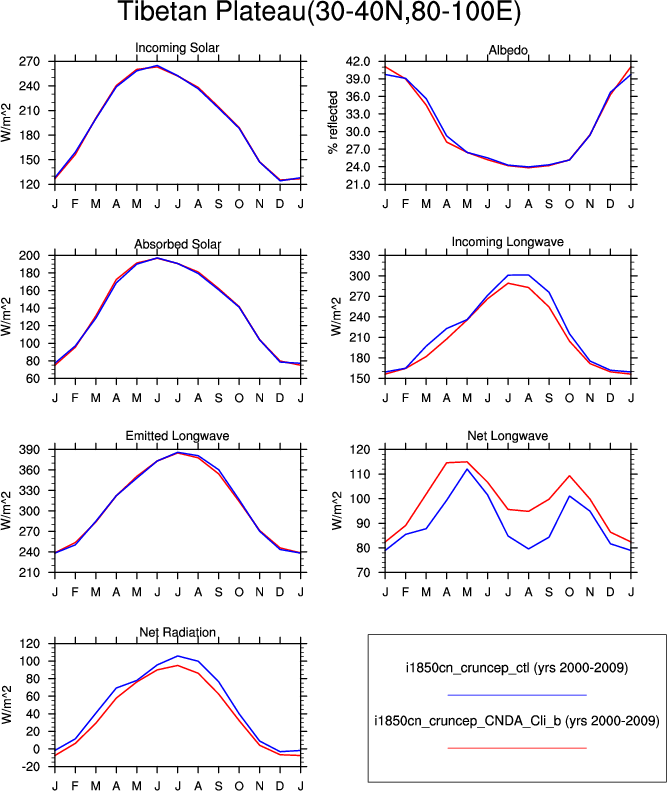 Tibetan Plateau(30-40N,80-100E)
Incoming Solar
270
240
210
180
150
120
W/m^2
J F M A M J J A S O N D J
Albedo
42.0
39.0
36.0
33.0
30.0
27.0
24.0
21.0
% reflected
J F M A M J J A S O N D J
Absorbed Solar
200
180
160
140
120
100
80
60
W/m^2
J F M A M J J A S O N D J
Incoming Longwave
330
300
270
240
210
180
150
W/m^2
J F M A M J J A S O N D J
Emitted Longwave
390
360
330
300
270
240
210
W/m^2
J F M A M J J A S O N D J
Net Longwave
120
110
100
90
80
70
W/m^2
J F M A M J J A S O N D J
Net Radiation
120
100
80
60
40
20
0
-20
W/m^2
J F M A M J J A S O N D J
i1850cn_cruncep_ctl (yrs 2000-2009)
i1850cn_cruncep_CNDA_Cli_b (yrs 2000-2009)